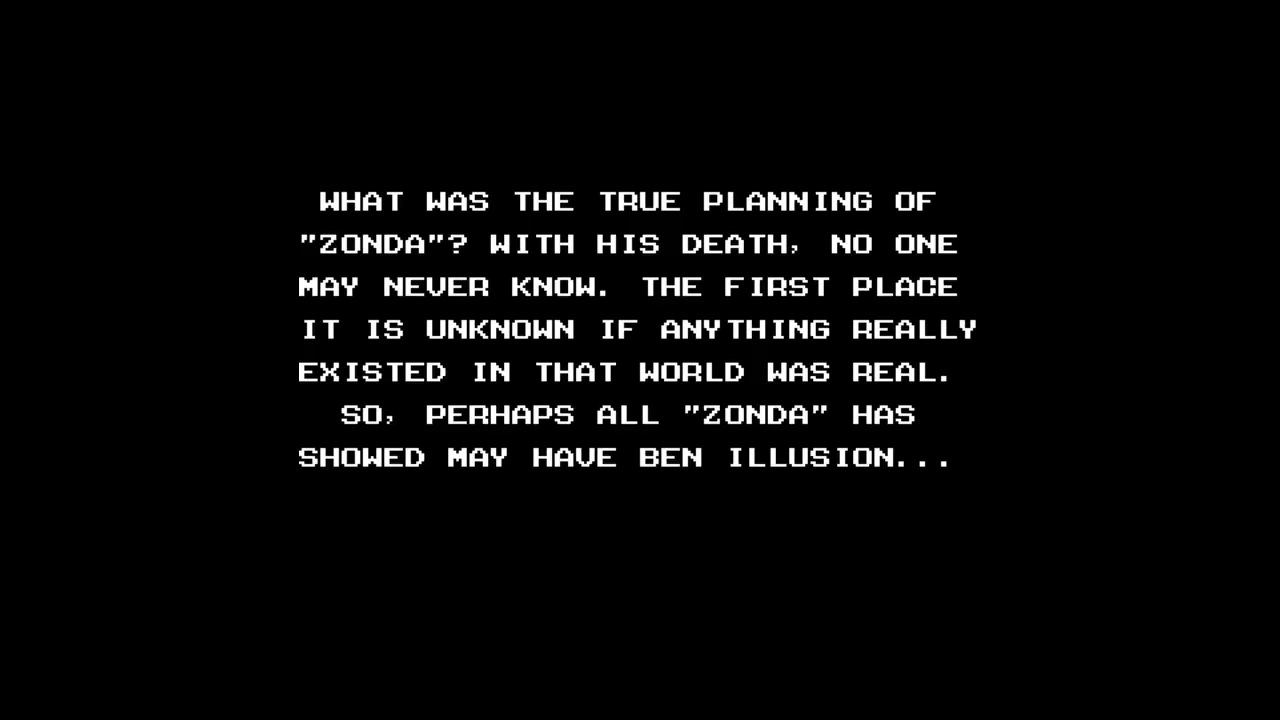 WHAT WAS THE TRUE PLANNING OF
"ZONDA"? WITH HIS DEATH, NO ONE
MAY NEVER KNOW. THE FIRST PLACE
IT IS UNKNOWN IF ANYTHING REALLY
EXISTED IN THAT WORLD WAS REAL.
SO, PERHAPS ALL "ZONDA" HAS
SHOWED MAY HAVE BEN ILLUSION...